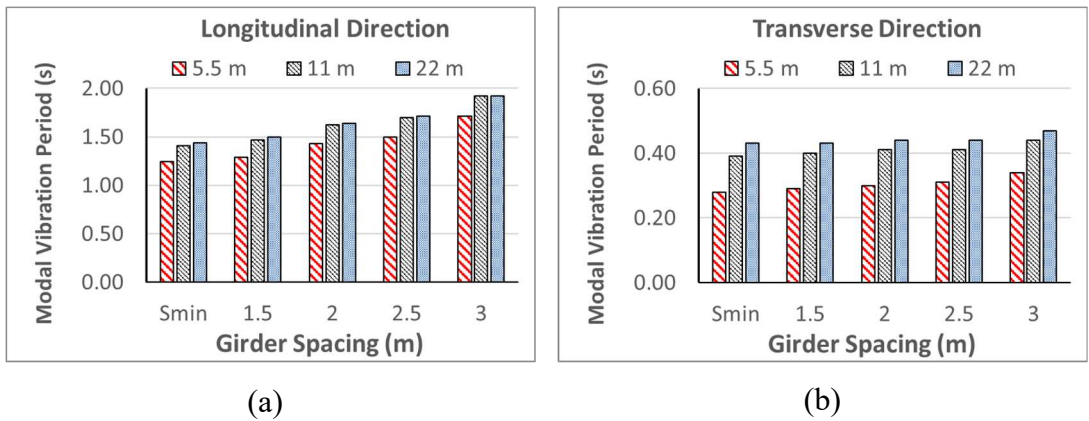 Longitudinal Direction
5.5 m 11 m 22 m
Modal Vibration Period (s)
2.00
1.50
1.00
0.50
0.00
Smin 1.5 2 2.5 3
Girder Spacing (m)
(a)
Transverse Direction
5.5 m 11 m 22 m
Modal Vibration Period (s)
0.60
0.40
0.20
0.00
Smin 1.5 2 2.5 3
Girder Spacing (m)
(b)